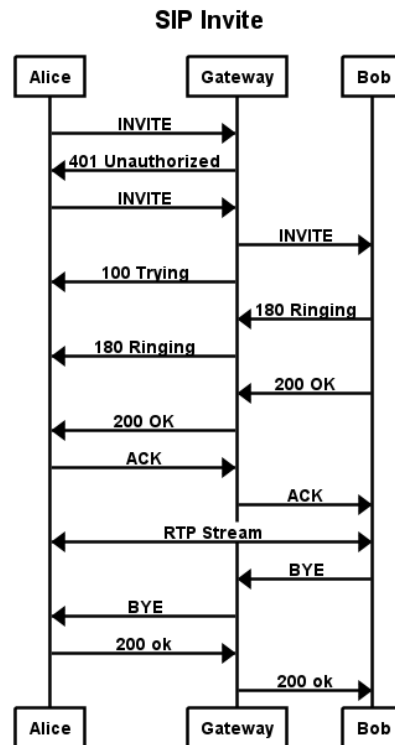 SIP Invite
Alice Gateway Bob
INVITE
401 Unauthorized
INVITE
INVITE
100 Trying
180 Ringing
180 Ringing
200 OK
200 OK
ACK
ACK
RTP Stream
BYE
BYE
200 ok
200 ok
Alice Gateway Bob